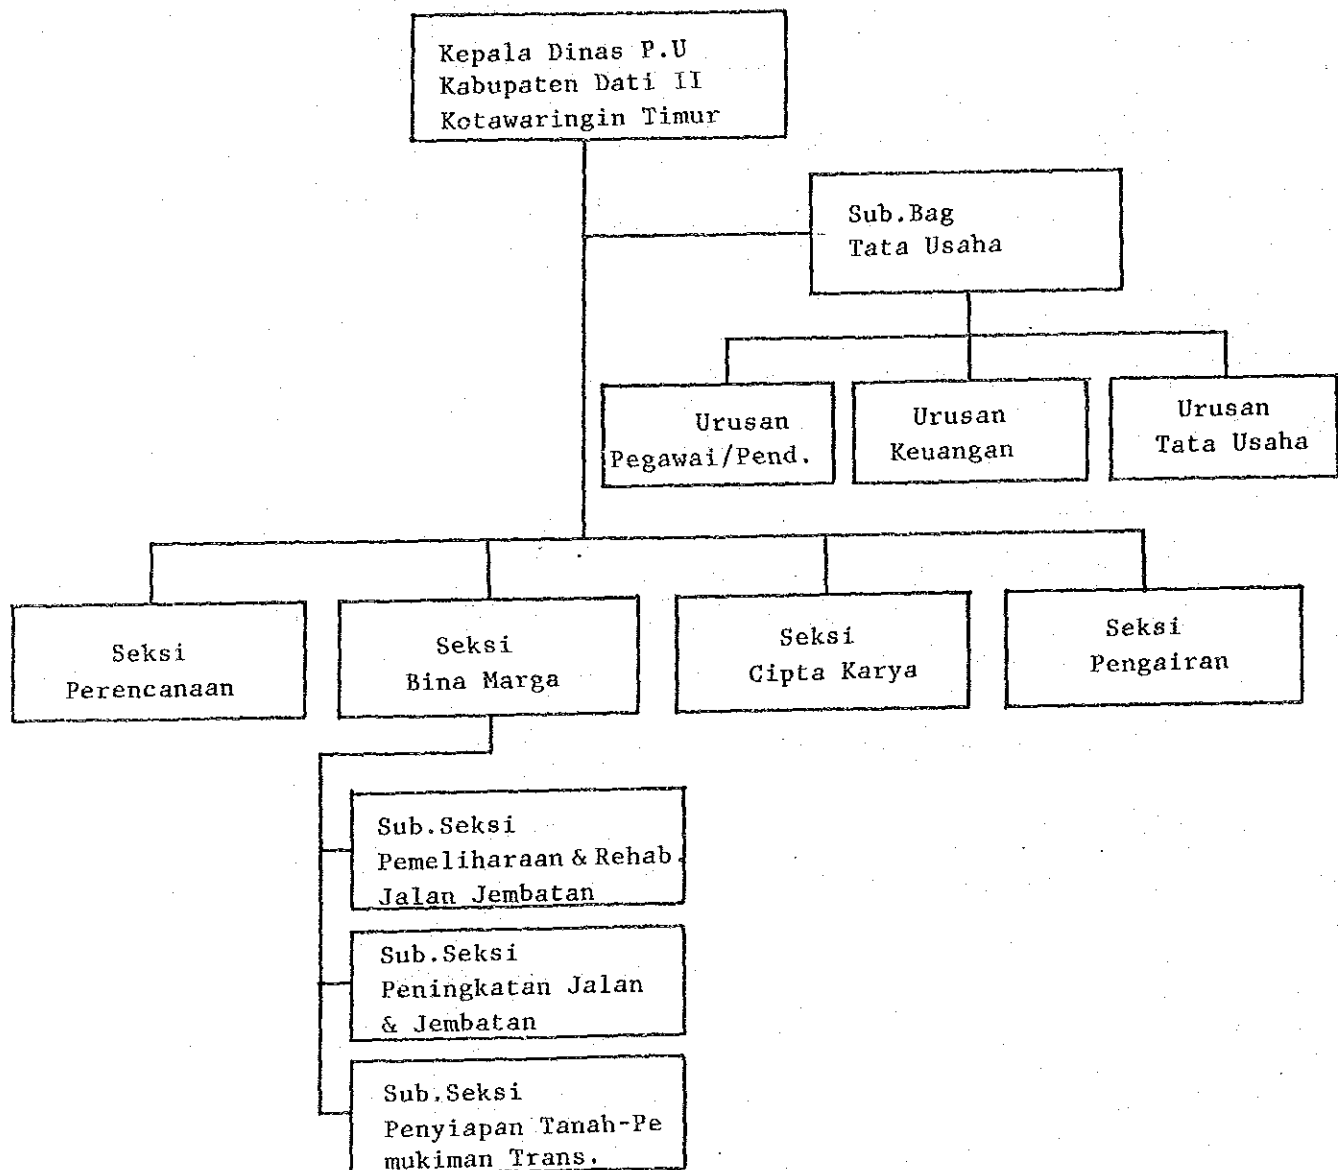 Kepala Dinas P.U
Kabupaten Dati II
Kotawaringin Timur
Sub.Bag
Tata Usaha
Urusan
Pegawai/Pend.
Urusan
Keuangan
Urusan
Tata Usaha
Seksi
Perencanaan
Seksi
Bina Marga
Seksi
Cipta Karya
Seksi
Pengairan
Sub.Seksi
Pemeliharaan & Rehab.
Jalan Jembatan
Sub.Seksi
Peningkatan Jalan
& Jembatan
Sub.Seksi
Penyiapan Tanah-Pe
mukiman Trans.